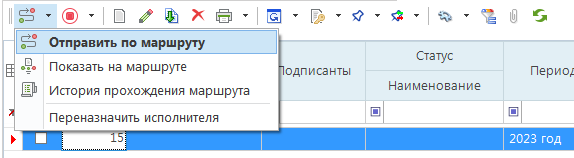 Отправить по маршруту
Показать на маршруте
История прохождения маршрута
Переназначить исполнителя
Подписанты
Статус
Наименование
Период
15
2023 год